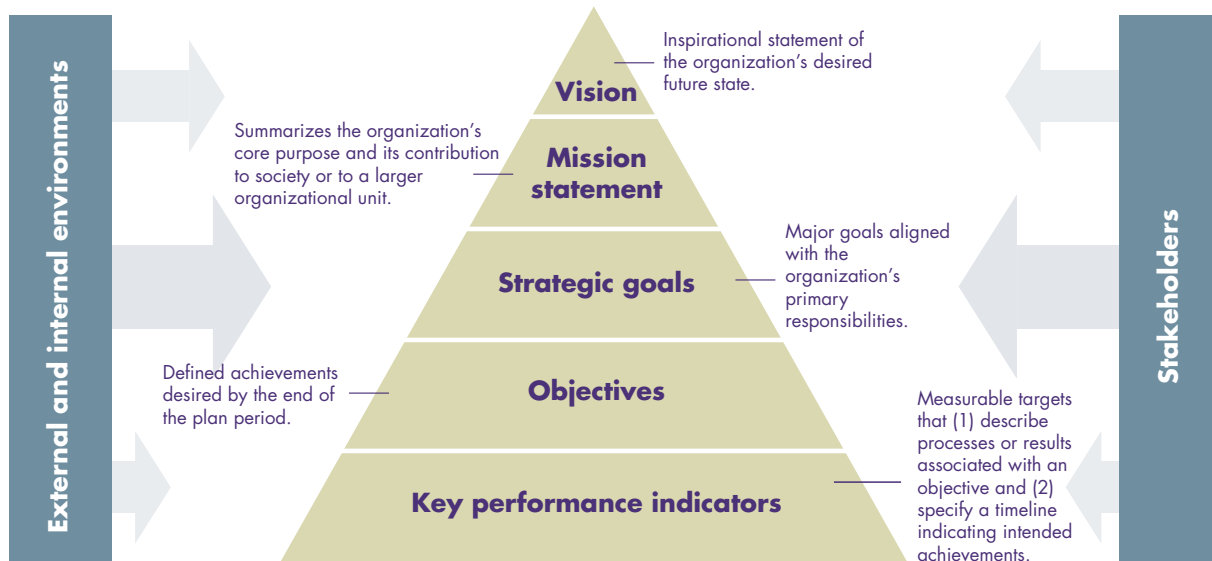 External and internal environments
Inspirational statement of
the organization's desired
future state.
Vision
Summarizes the organization's
core purpose and its contribution
to society or to a larger
organizational unit.
Mission
statement
Major goals aligned
with the
organization's
primary
responsibilities.
Strategic goals
Defined achievements
desired by the end of
the plan period.
Objectives
Measurable targets
that (1) describe
processes or results
associated with an
objective and (2)
specify a timeline
indicating intended
achievements.
Key performance indicators
Stakeholders